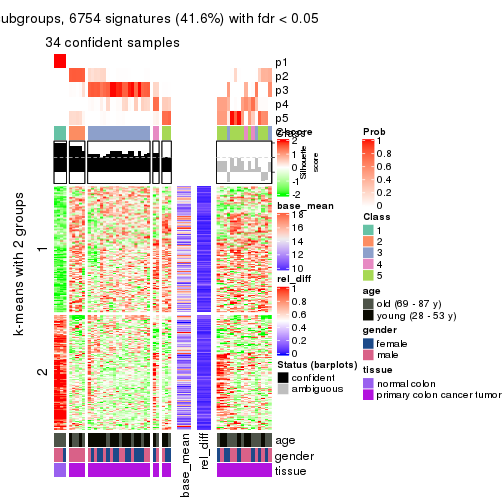 subgroups, 6754 signatures (41.6%) with fdr < 0.05
34 confident samples
p1
p2
p3
p4
p5
Class
Silhouette
score
k-means with 2 groups
1
2
z-score
2
1
0
-1
-2
base_mean
18
16
14
12
10
rel_diff
1
0.8
0.6
0.4
0.2
0
Status (barplots)
confident
ambiguous
Prob
1
0.8
0.6
0.4
0.2
0
Class
1
2
3
4
5
age
old (69 - 87 y)
young (28 - 53 y)
gender
female
male
tissue
normal colon
primary colon cancer tumor
age
gender
tissue
base_mean
rel_diff